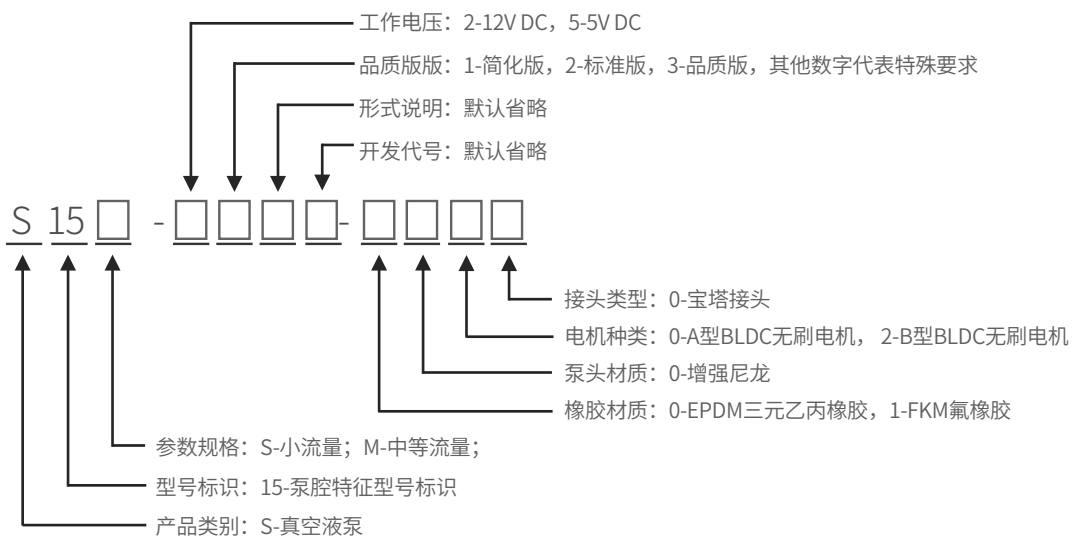 工作电压：2-12V DC，5-5V DC
品质版版：1-简化版，2-标准版，3-品质版，其他数字代表特殊要求
形式说明：默认省略
开发代号：默认省略
S 15□ -□□□□-□□□□
接头类型：0-宝塔接头
电机种类：0-A型BLDC无刷电机， 2-B型BLDC无刷电机
泵头材质：0-增强尼龙
橡胶材质：0-EPDM三元乙丙橡胶，1-FKM氟橡胶
参数规格：S-小流量；M-中等流量；
型号标识：15-泵腔特征型号标识
产品类别：S-真空液泵